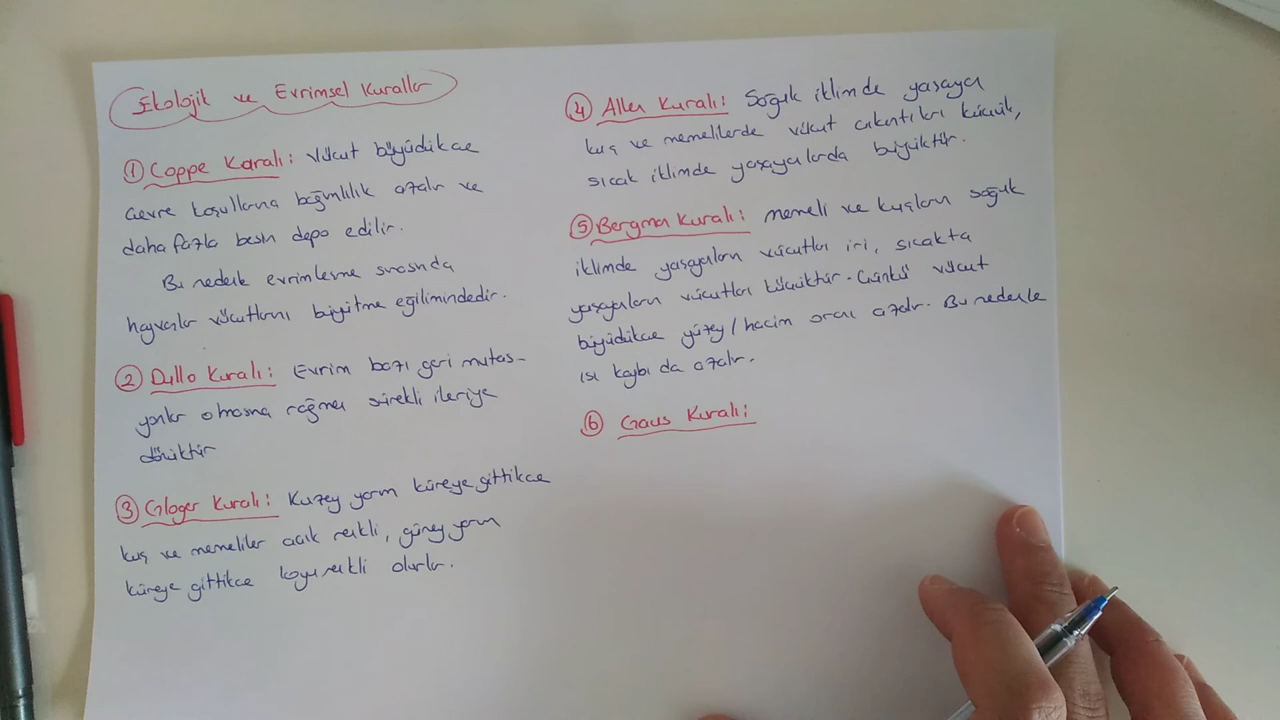 Ekolojik ve Evrimsel Kurallar
① Coppe Kuralı: Vücut büyüdükçe
çevre koşullarına bağımlılık azalır ve
daha fazla besin depo edilir.
Bu nedenle evrimleşme sırasında
hayvanlar vücutlarını büyütme eğilimindedir.
② Dollo Kuralı: Evrim bazı geri mutas-
yonlar olmasına rağmen sürekli ileriye
dönüktür
③ Gloger Kuralı: Kuzey yarım küreye gittikçe
kuş ve memeliler açık renkli, güney yarım
küreye gittikçe koyu renkli olurlar.
④ Allen Kuralı: Soğuk iklimde yaşayan
kuş ve memelilerde vücut çıkıntıları küçük,
sıcak iklimde yaşayanlarda büyüktür.
⑤ Bergman Kuralı: memeli ve kuşların soğuk
iklimde yaşayanların vücutları iri, sıcakta
yaşayanların vücutları küçüktür. Çünkü vücut
büyüdükçe yüzey/hacim oranı azalır. Bu nedenle
ısı kaybı da azalır.
⑥ Gaus Kuralı: